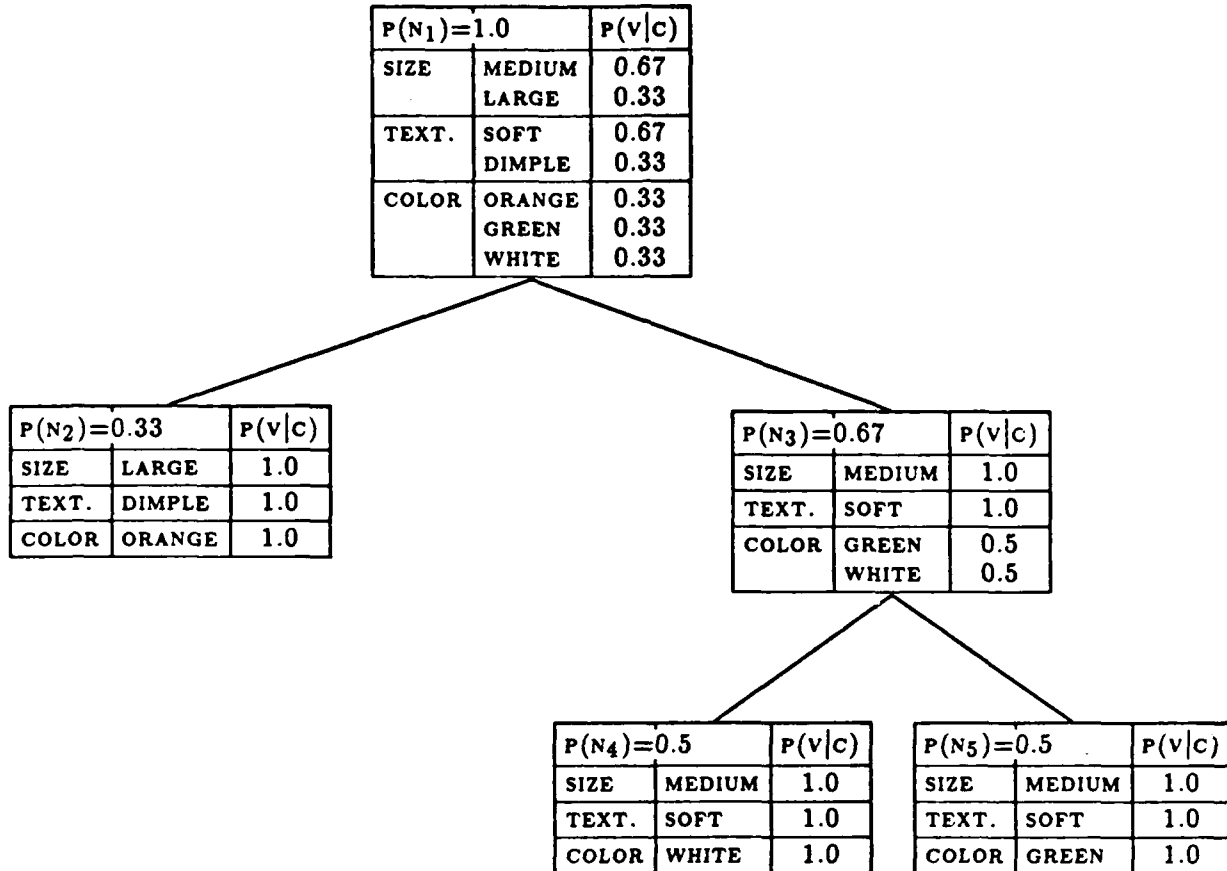 P(N1)=1.0 P(V|C)
SIZE MEDIUM 0.67
LARGE 0.33
TEXT. SOFT 0.67
DIMPLE 0.33
COLOR ORANGE 0.33
GREEN 0.33
WHITE 0.33
P(N2)=0.33 P(V|C)
SIZE LARGE 1.0
TEXT. DIMPLE 1.0
COLOR ORANGE 1.0
P(N3)=0.67 P(V|C)
SIZE MEDIUM 1.0
TEXT. SOFT 1.0
COLOR GREEN 0.5
WHITE 0.5
P(N4)=0.5 P(V|C)
SIZE MEDIUM 1.0
TEXT. SOFT 1.0
COLOR WHITE 1.0
P(N5)=0.5 P(V|C)
SIZE MEDIUM 1.0
TEXT. SOFT 1.0
COLOR GREEN 1.0